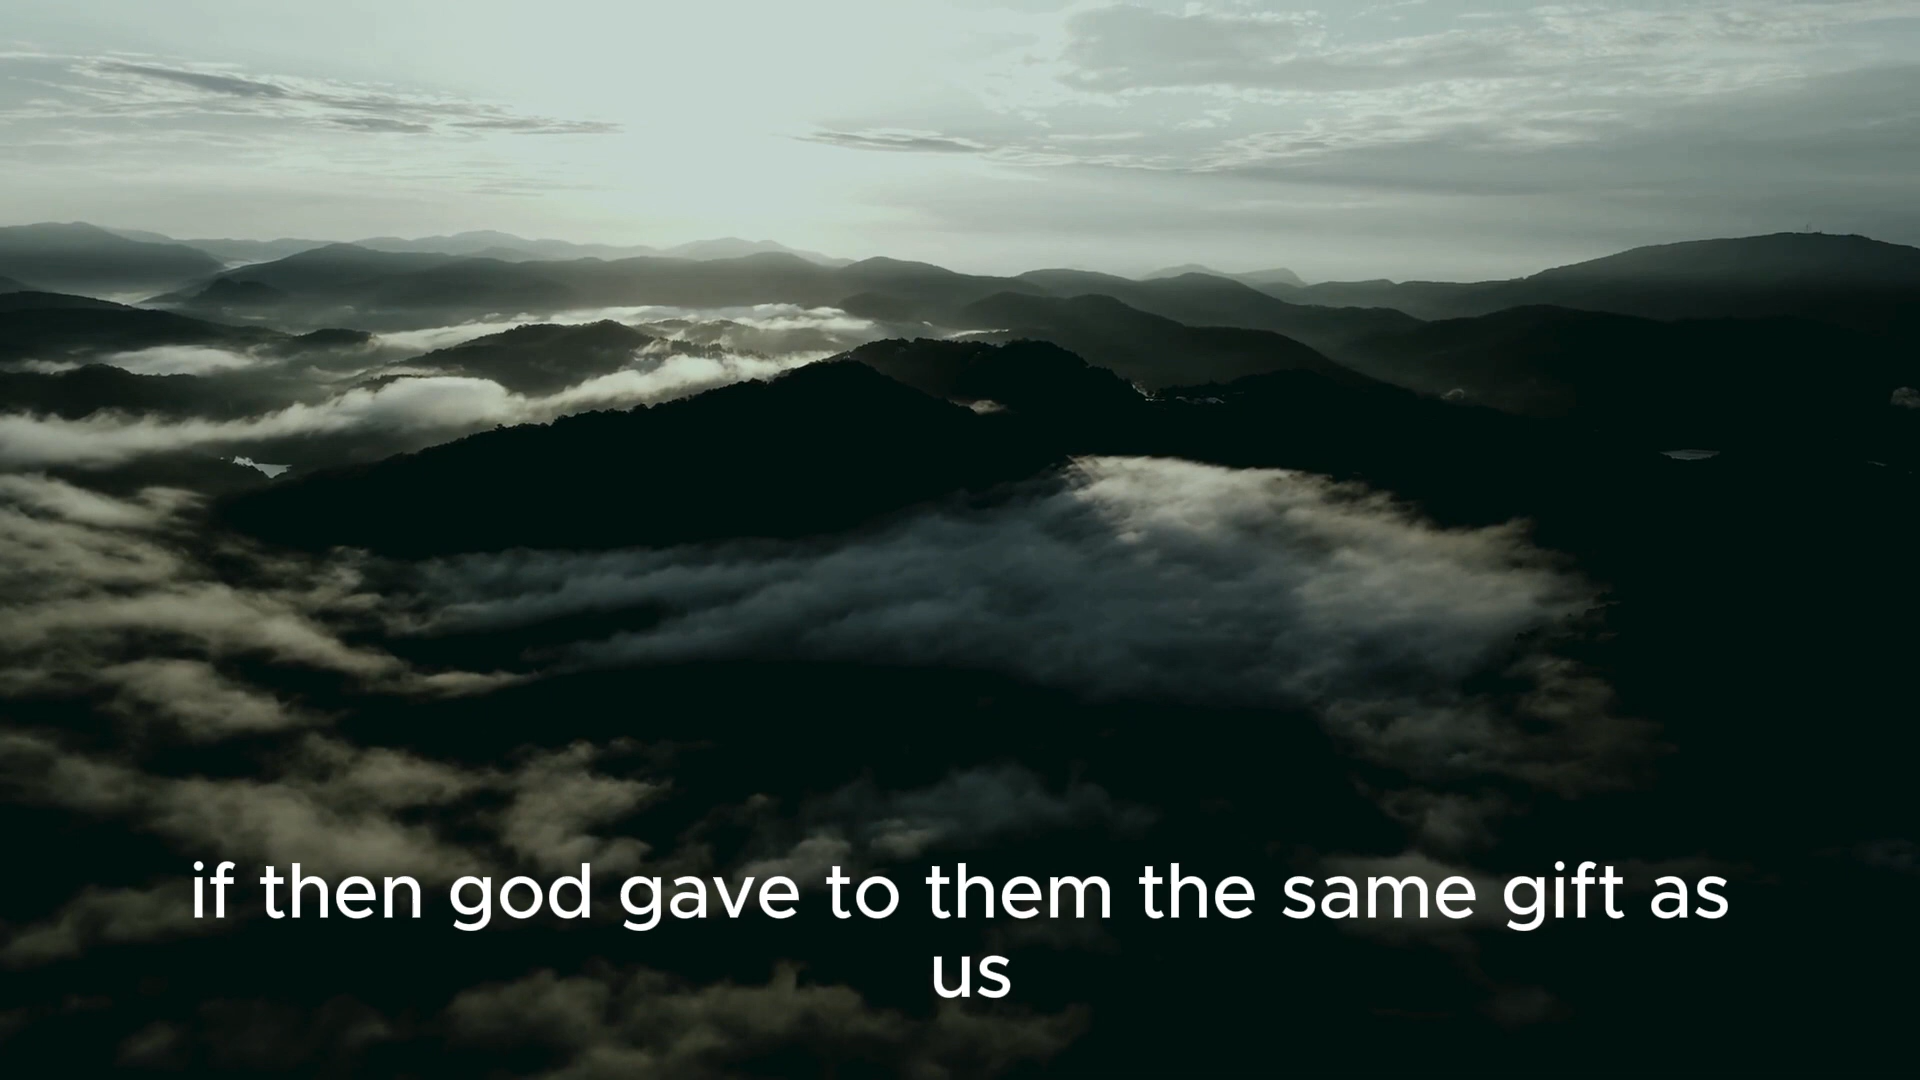 if then god gave to them the same gift as
us